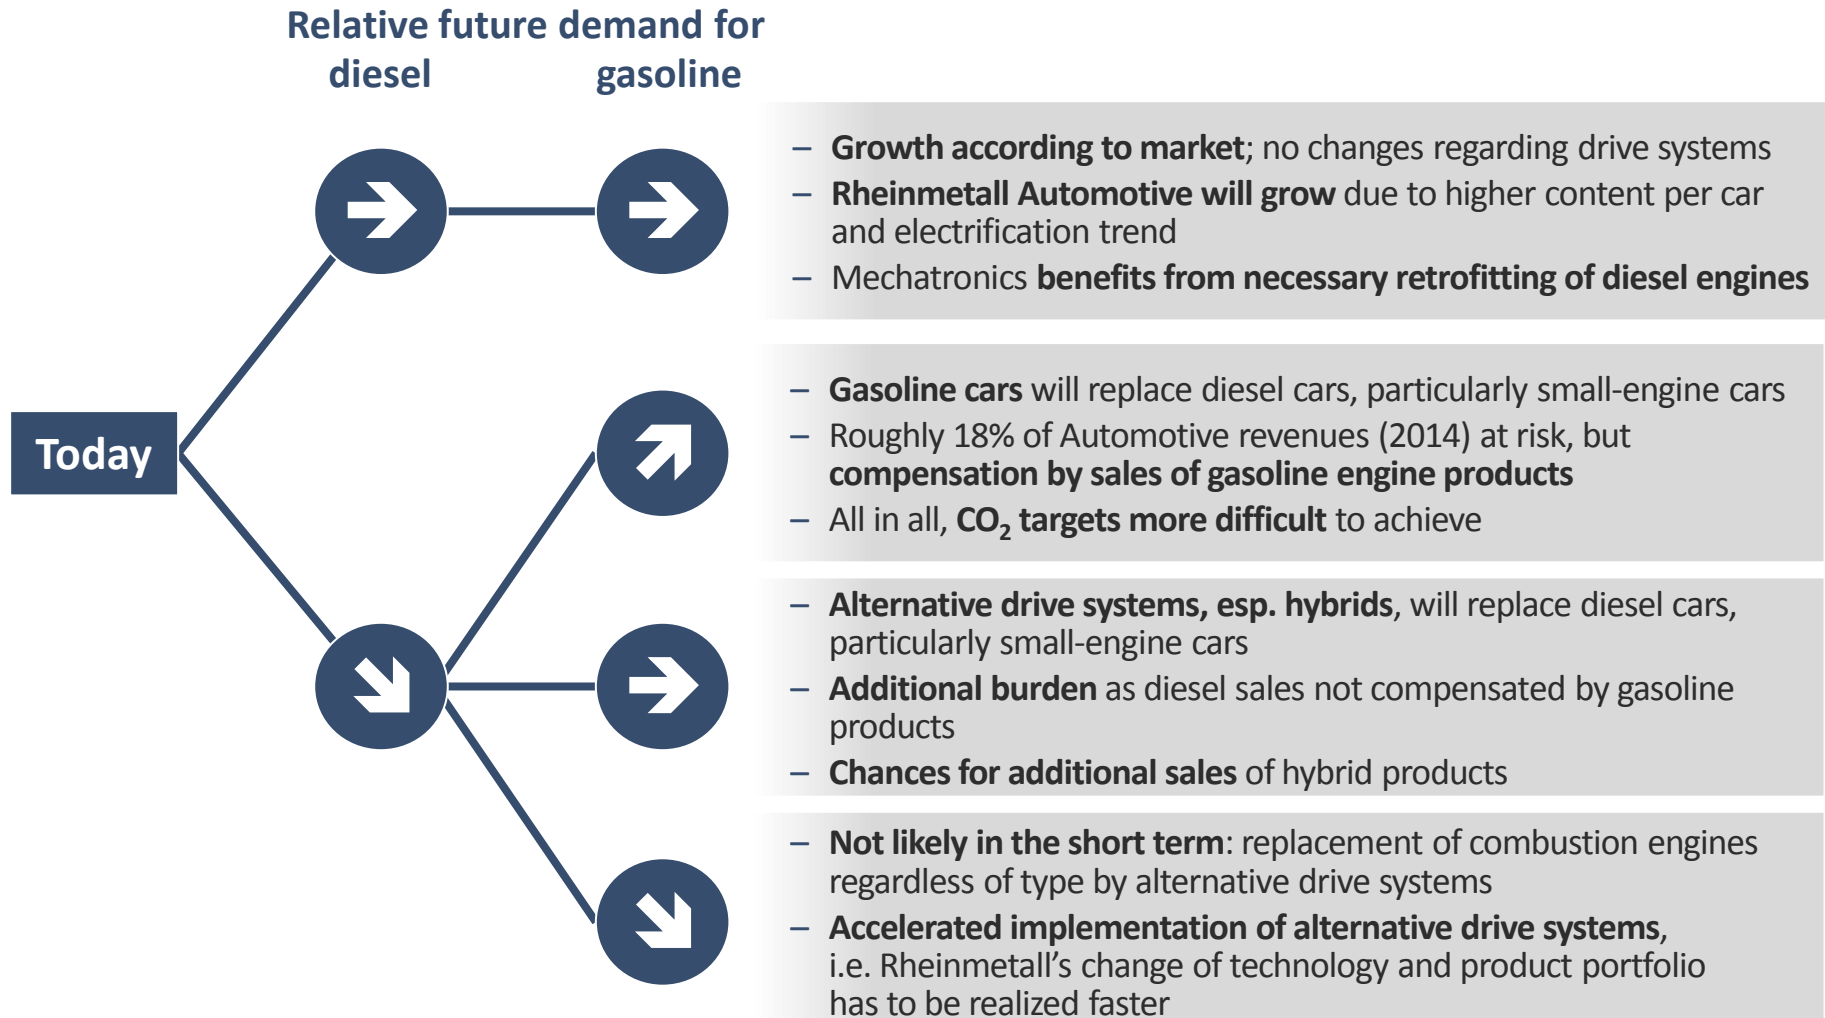 Relative future demand for
diesel gasoline
Today
– Growth according to market; no changes regarding drive systems
– Rheinmetall Automotive will grow due to higher content per car
and electrification trend
– Mechatronics benefits from necessary retrofitting of diesel engines
– Gasoline cars will replace diesel cars, particularly small-engine cars
– Roughly 18% of Automotive revenues (2014) at risk, but
compensation by sales of gasoline engine products
– All in all, CO₂ targets more difficult to achieve
– Alternative drive systems, esp. hybrids, will replace diesel cars,
particularly small-engine cars
– Additional burden as diesel sales not compensated by gasoline
products
– Chances for additional sales of hybrid products
– Not likely in the short term: replacement of combustion engines
regardless of type by alternative drive systems
– Accelerated implementation of alternative drive systems,
i.e. Rheinmetall’s change of technology and product portfolio
has to be realized faster